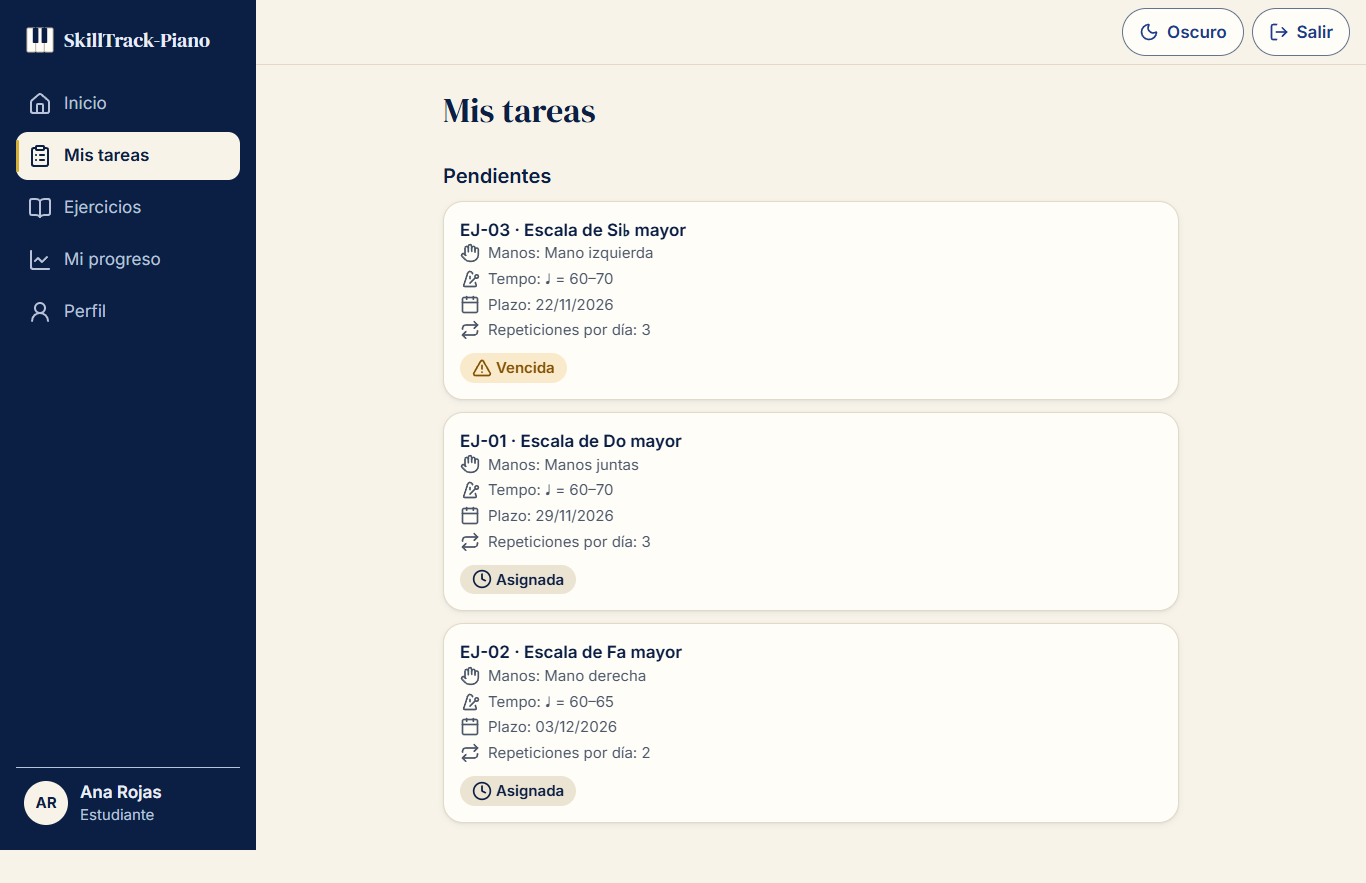 SkillTrack-Piano
Inicio
Mis tareas
Ejercicios
Mi progreso
Perfil
AR
Ana Rojas
Estudiante
Oscuro
Salir
Mis tareas
Pendientes
EJ-03 · Escala de Si♭ mayor
Manos: Mano izquierda
Tempo: ♩ = 60–70
Plazo: 22/11/2026
Repeticiones por día: 3
Vencida
EJ-01 · Escala de Do mayor
Manos: Manos juntas
Tempo: ♩ = 60–70
Plazo: 29/11/2026
Repeticiones por día: 3
Asignada
EJ-02 · Escala de Fa mayor
Manos: Mano derecha
Tempo: ♩ = 60–65
Plazo: 03/12/2026
Repeticiones por día: 2
Asignada